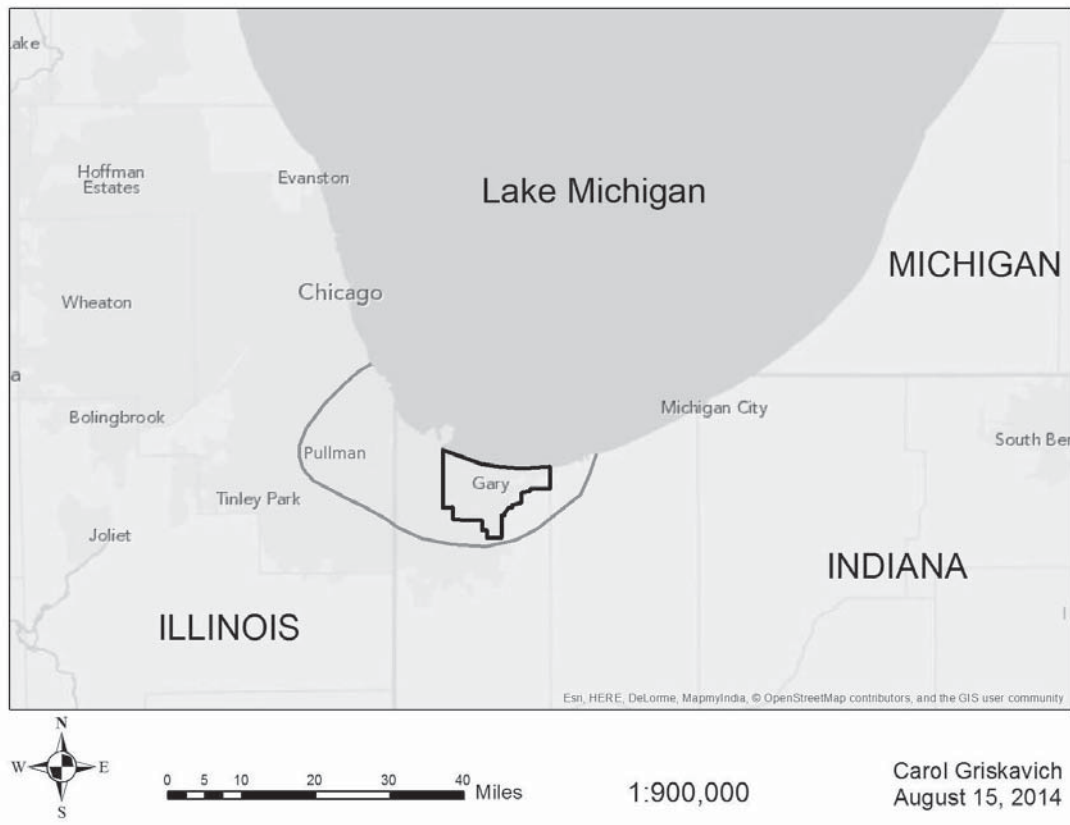 ake
Hoffman
Estates
Evanston
Lake Michigan
MICHIGAN
Wheaton
Chicago
a
Bolingbrook
Michigan City
South Ber
Pullman
Gary
Tinley Park
Joliet
INDIANA
ILLINOIS
Esri, HERE, DeLorme, MapmyIndia, © OpenStreetMap contributors, and the GIS user community
N
W
E
S
0 5 10 20 30 40
Miles
1:900,000
Carol Griskavich
August 15, 2014